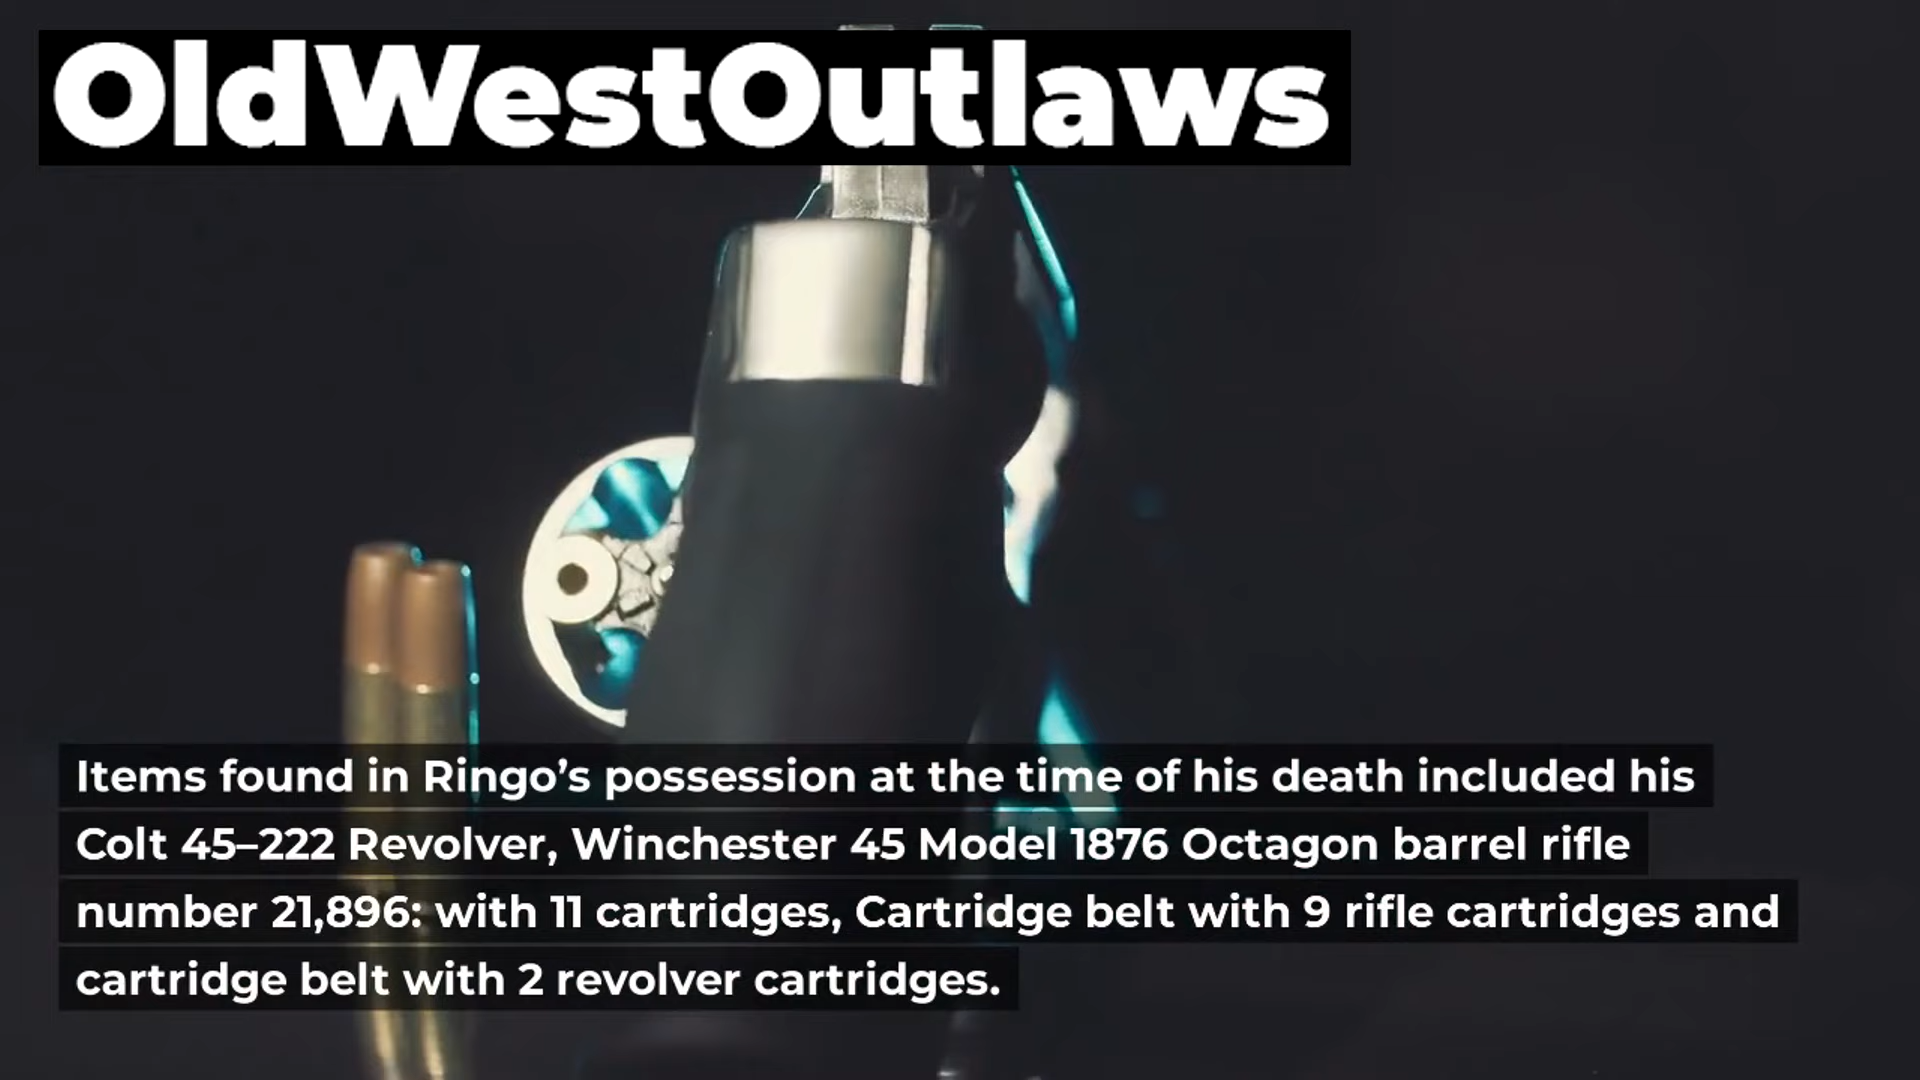 OldWestOutlaws
Items found in Ringo’s possession at the time of his death included his
Colt 45–222 Revolver, Winchester 45 Model 1876 Octagon barrel rifle
number 21,896: with 11 cartridges, Cartridge belt with 9 rifle cartridges and
cartridge belt with 2 revolver cartridges.